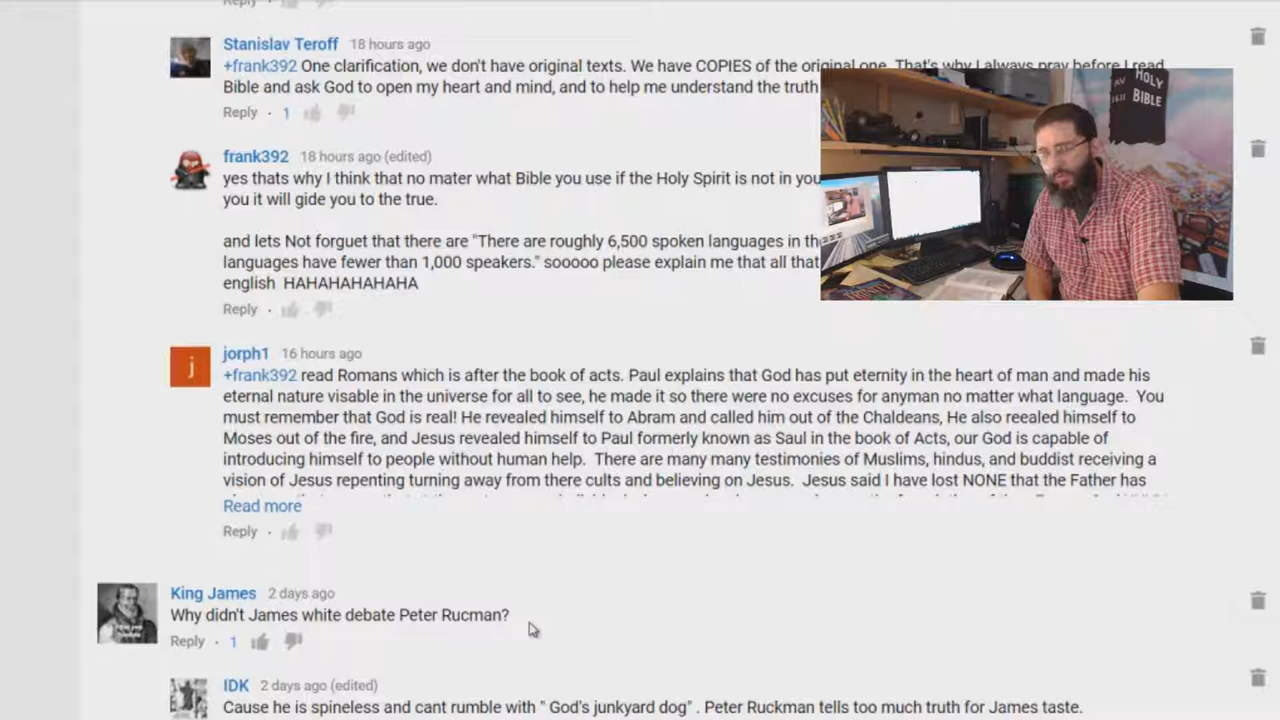 Reply
Stanislav Teroff 18 hours ago
+frank392 One clarification, we don't have original texts. We have COPIES of the original one. That's why I always pray before I read
Bible and ask God to open my heart and mind, and to help me understand the truth
Reply · 1
frank392 18 hours ago (edited)
yes thats why I think that no mater what Bible you use if the Holy Spirit is not in you
you it will gide you to the true.
and lets Not forguet that there are "There are roughly 6,500 spoken languages in th
languages have fewer than 1,000 speakers." sooooo please explain me that all that
english HAHAHAHAHAHA
Reply ·
AV HOLY
1611 BIBLE
j
jorph1 16 hours ago
+frank392 read Romans which is after the book of acts. Paul explains that God has put eternity in the heart of man and made his
eternal nature visable in the universe for all to see, he made it so there were no excuses for anyman no matter what language. You
must remember that God is real! He revealed himself to Abram and called him out of the Chaldeans, He also reealed himself to
Moses out of the fire, and Jesus revealed himself to Paul formerly known as Saul in the book of Acts, our God is capable of
introducing himself to people without human help. There are many many testimonies of Muslims, hindus, and buddist receiving a
vision of Jesus repenting turning away from there cults and believing on Jesus. Jesus said I have lost NONE that the Father has
Read more
Reply ·
King James 2 days ago
Why didn't James white debate Peter Rucman?
Reply · 1
IDK 2 days ago (edited)
Cause he is spineless and cant rumble with " God's junkyard dog" . Peter Ruckman tells too much truth for James taste.